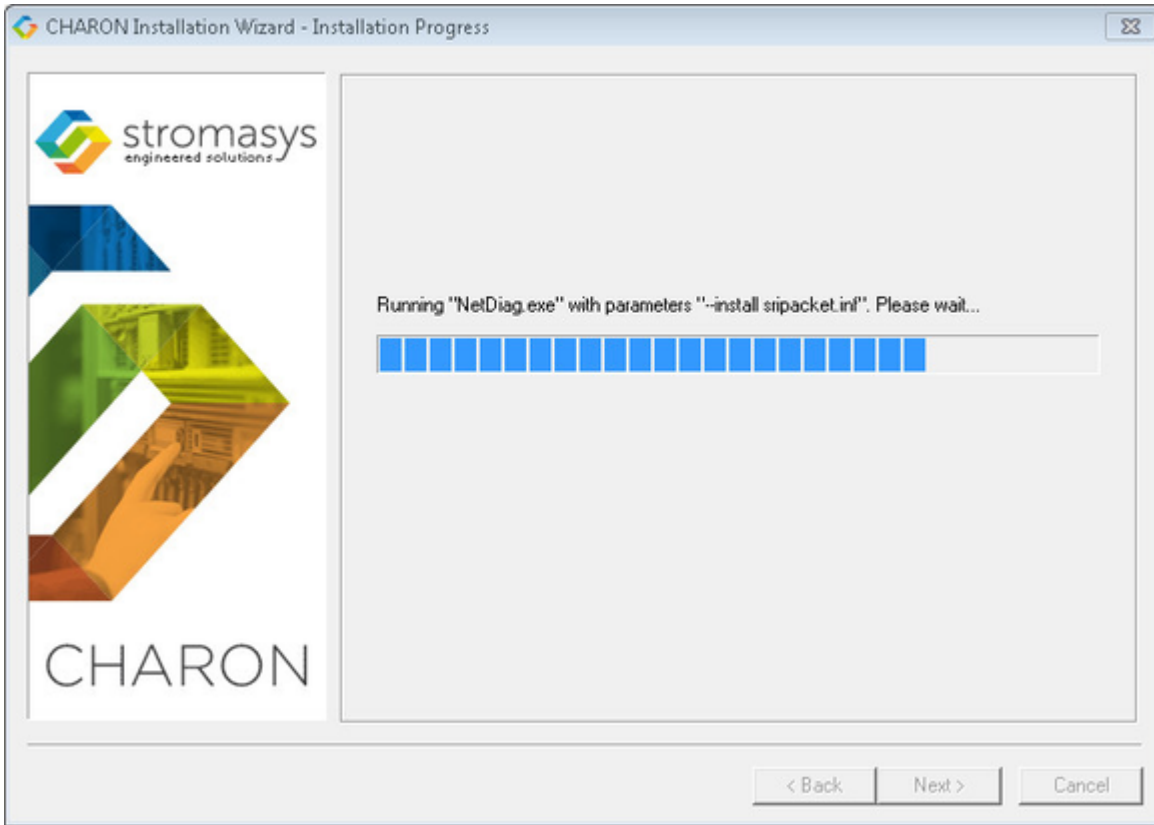 CHARON Installation Wizard - Installation Progress
stromasys
engineered solutions
Running "NetDiag.exe" with parameters "--install sripacket.inf". Please wait...
CHARON
< Back
Next >
Cancel